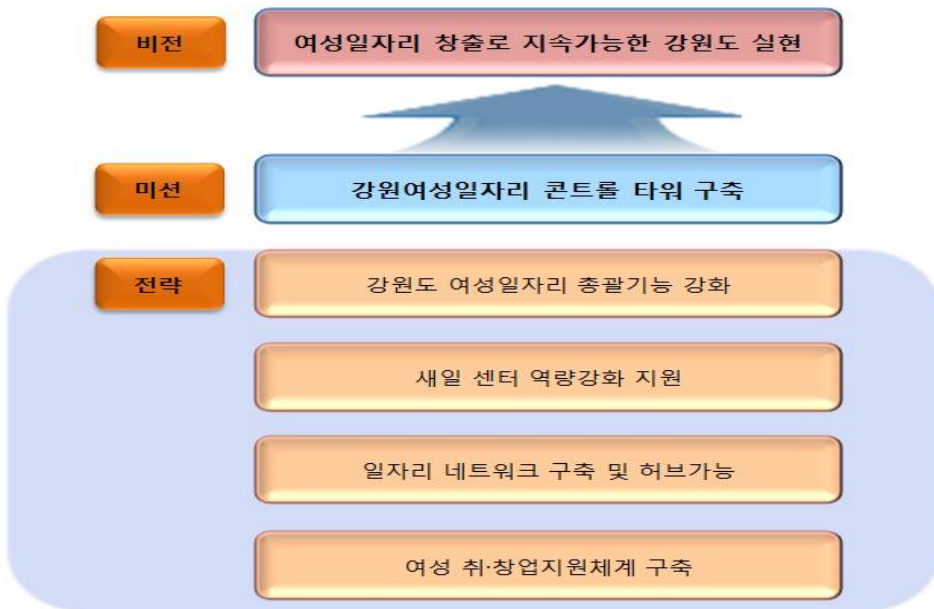 비전
여성일자리 창출로 지속가능한 강원도 실현
미션
강원여성일자리 콘트롤 타워 구축
전략
강원도 여성일자리 총괄기능 강화
새일 센터 역량강화 지원
일자리 네트워크 구축 및 허브가능
여성 취·창업지원체계 구축